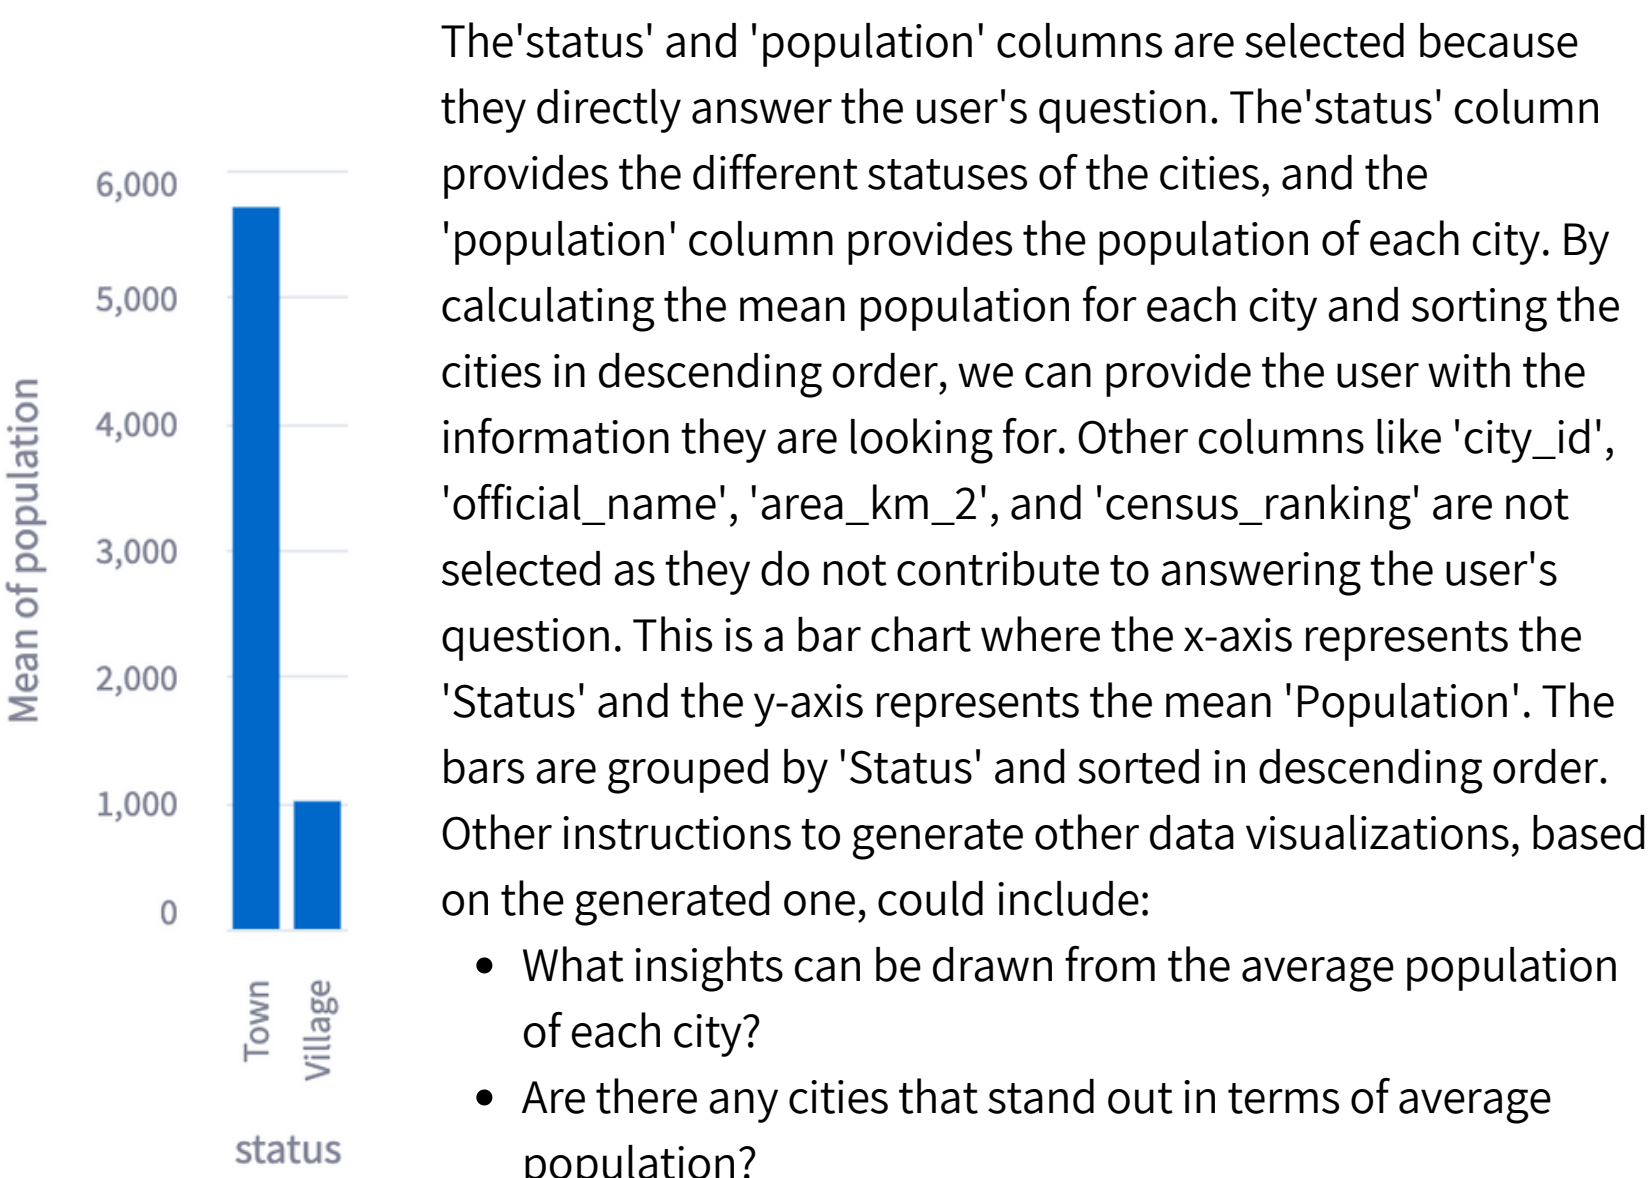 6,000
5,000
4,000
3,000
2,000
1,000
0
Mean of population
Town
Village
status
The'status' and 'population' columns are selected because
they directly answer the user's question. The'status' column
provides the different statuses of the cities, and the
'population' column provides the population of each city. By
calculating the mean population for each city and sorting the
cities in descending order, we can provide the user with the
information they are looking for. Other columns like 'city_id',
'official_name', 'area_km_2', and 'census_ranking' are not
selected as they do not contribute to answering the user's
question. This is a bar chart where the x-axis represents the
'Status' and the y-axis represents the mean 'Population'. The
bars are grouped by 'Status' and sorted in descending order.
Other instructions to generate other data visualizations, based
on the generated one, could include:
• What insights can be drawn from the average population
of each city?
• Are there any cities that stand out in terms of average
population?